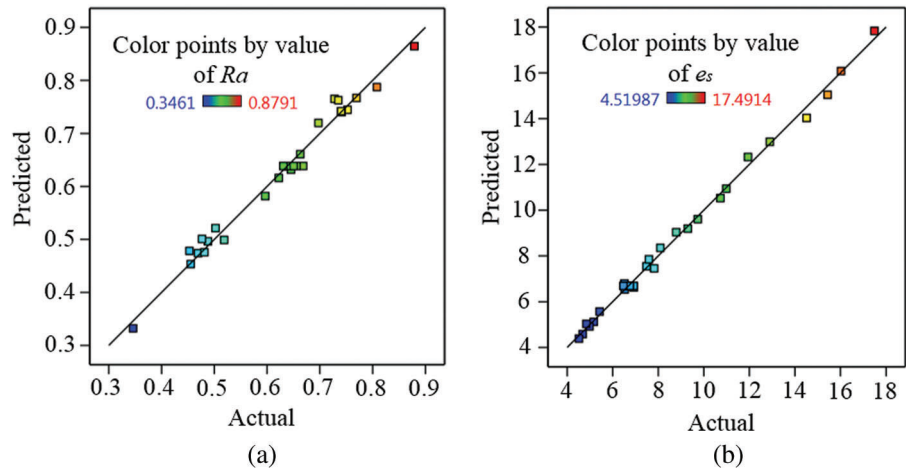 Color points by value
of Ra
0.3461 0.8791
0.9
0.8
0.7
0.6
0.5
0.4
0.3
Predicted
0.3 0.4 0.5 0.6 0.7 0.8 0.9
Actual
(a)
Color points by value
of es
4.51987 17.4914
18
16
14
12
10
8
6
4
Predicted
4 6 8 10 12 14 16 18
Actual
(b)